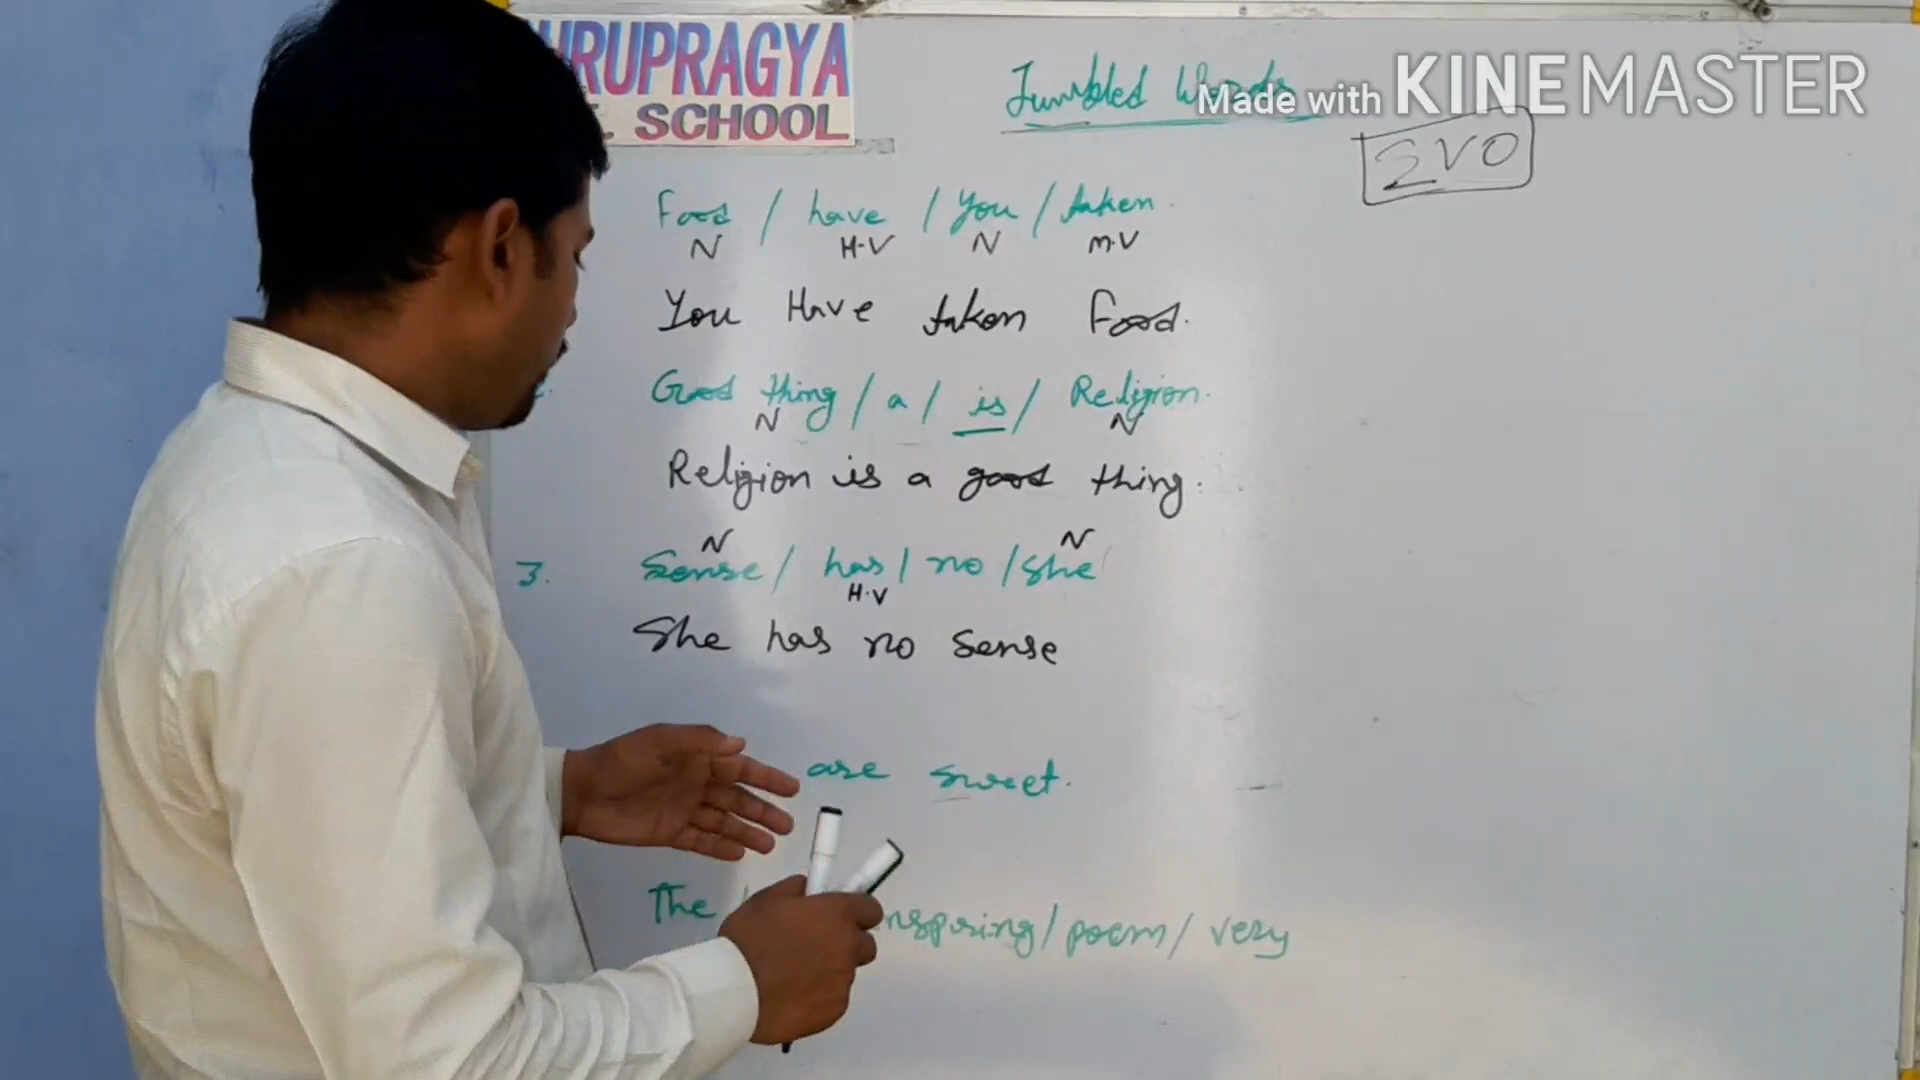 HRUPRAGYA
SCHOOL
Jumbled Words
Made with KINEMASTER
SVO
Food / have / You / taken.
N H.V N M.V
You Have taken Food.
Good thing / a / is / Religion.
N N
Religion is a good thing.
N N
3. Sense / has / no / she
H.V
She has no sense
are sweet.
The nspiring / poem / very